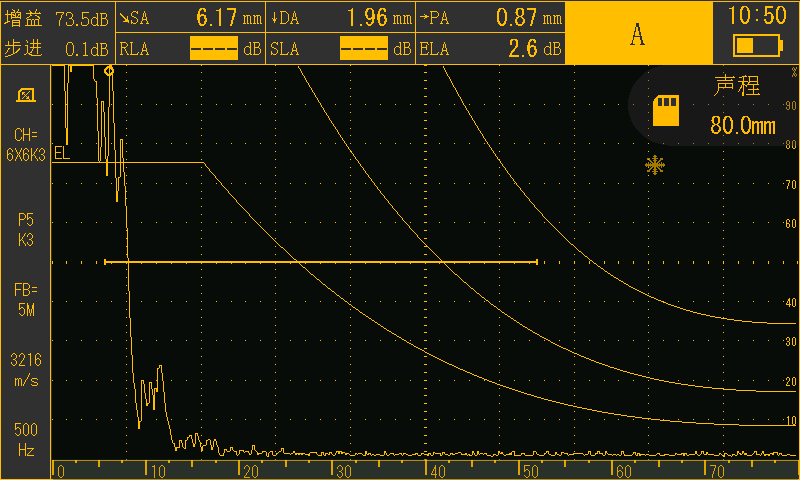 增益 73.5dB ↘SA 6.17 mm ↓DA 1.96 mm →PA 0.87 mm A 10:50
步进 0.1dB RLA ---- dB SLA ---- dB ELA 2.6 dB
声程
80.0mm
%
90
80
70
60
40
30
20
10
EL
CH=
6X6K3
P5
K3
FB=
5M
3216
m/s
500
Hz
0 10 20 30 40 50 60 70